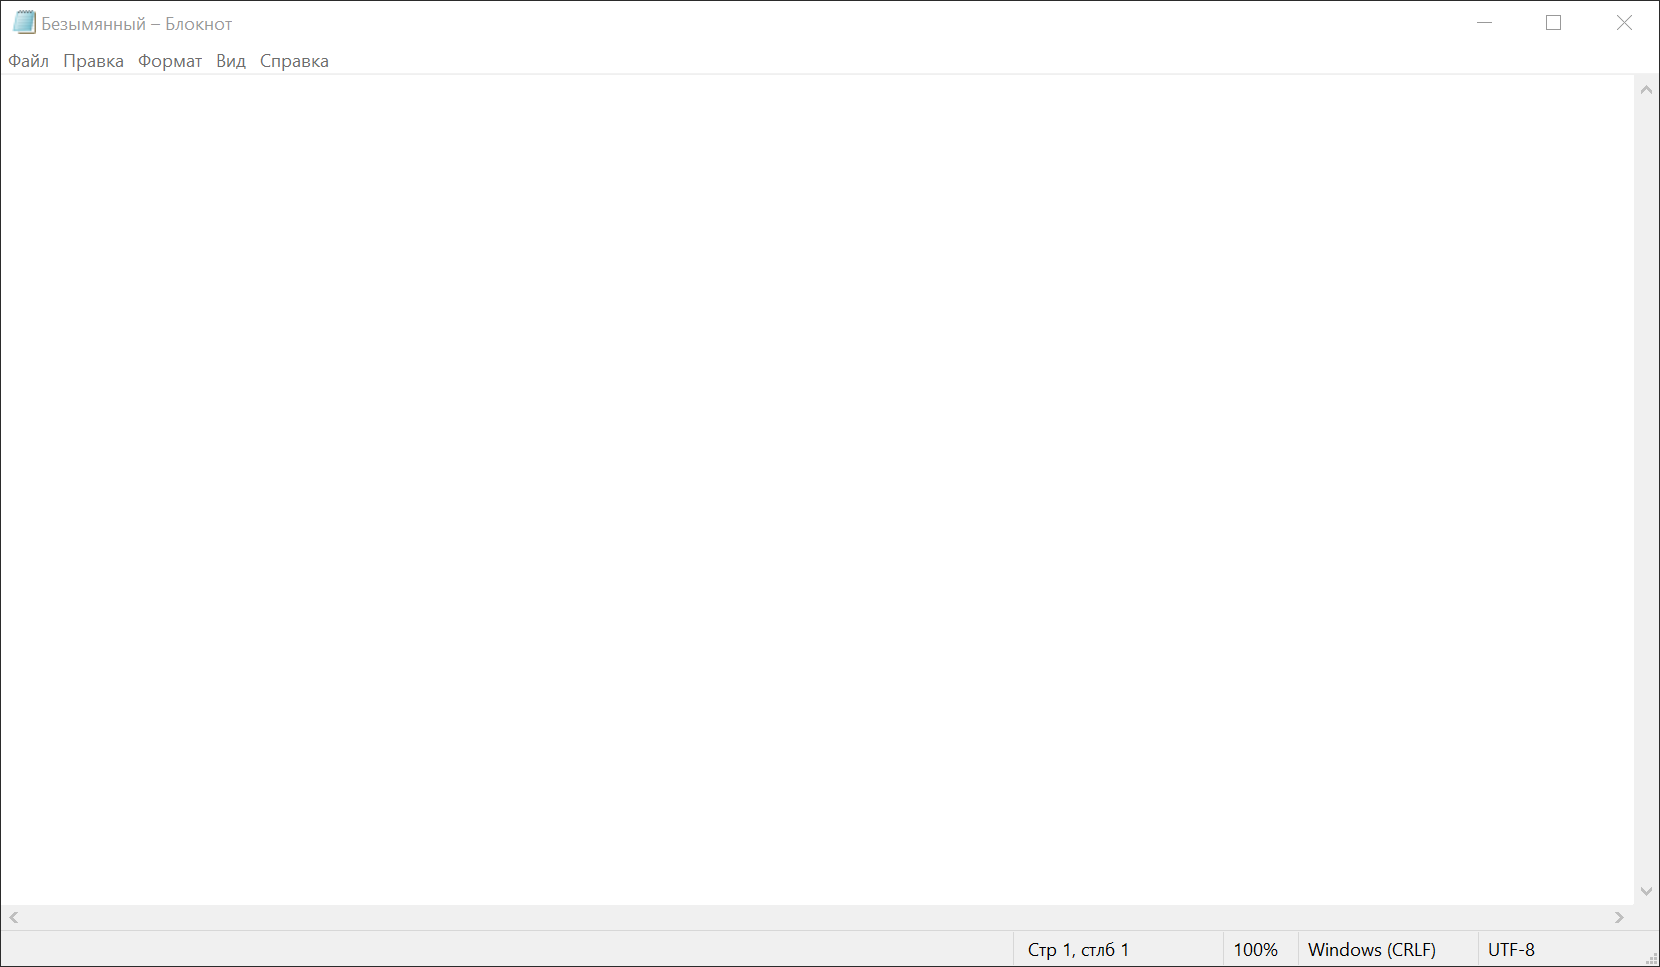 Безымянный – Блокнот
Файл Правка Формат Вид Справка
Стр 1, стлб 1 100% Windows (CRLF) UTF-8